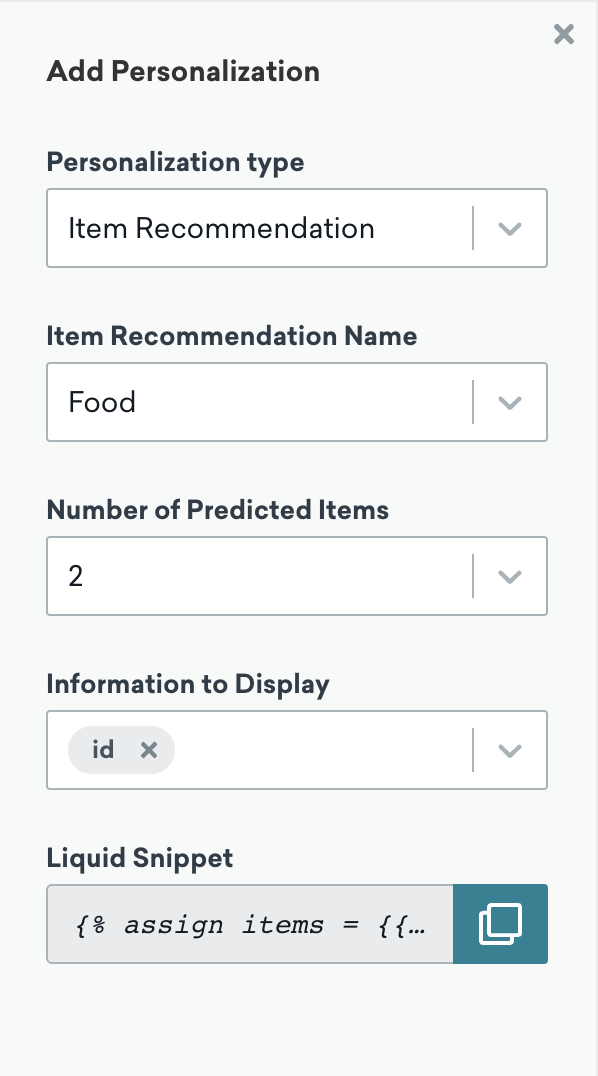 Add Personalization
Personalization type
Item Recommendation
Item Recommendation Name
Food
Number of Predicted Items
2
Information to Display
id
Liquid Snippet
{% assign items = {{…